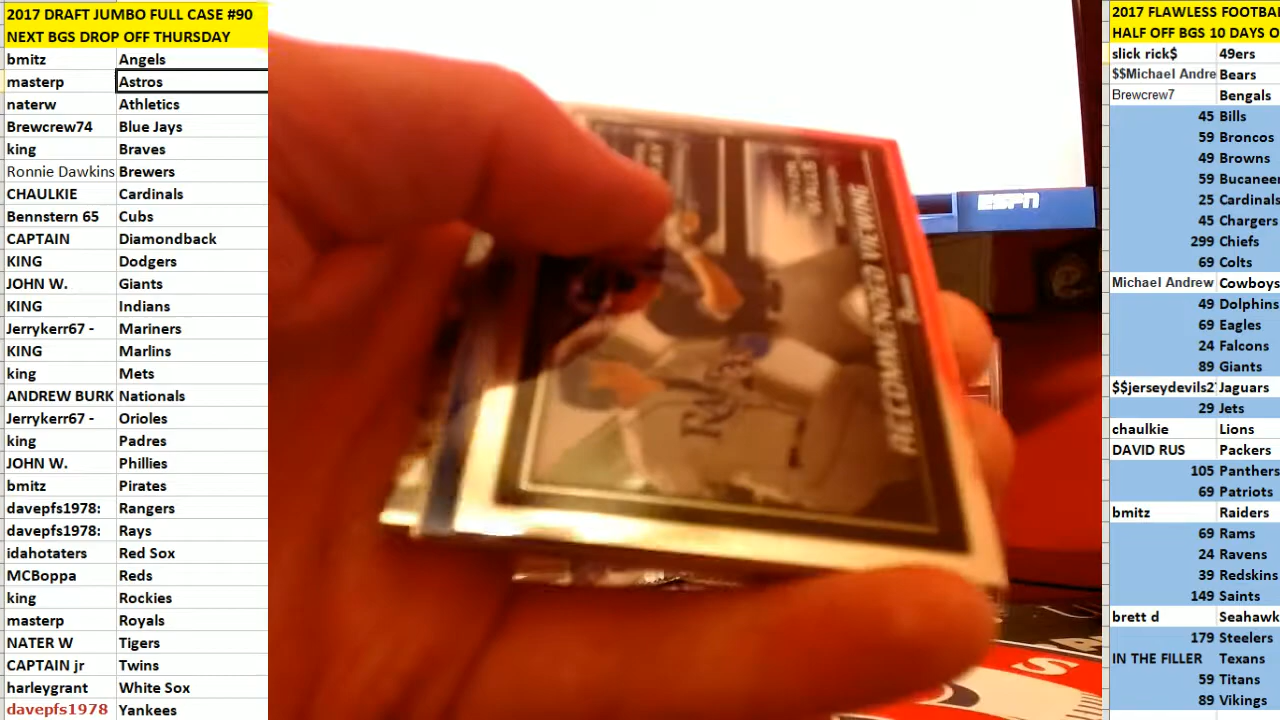 2017 DRAFT JUMBO FULL CASE #90
NEXT BGS DROP OFF THURSDAY
bmitz Angels
masterp Astros
naterw Athletics
Brewcrew74 Blue Jays
king Braves
Ronnie Dawkins Brewers
CHAULKIE Cardinals
Bennstern 65 Cubs
CAPTAIN Diamondback
KING Dodgers
JOHN W. Giants
KING Indians
Jerrykerr67 - Mariners
KING Marlins
king Mets
ANDREW BURK Nationals
Jerrykerr67 - Orioles
king Padres
JOHN W. Phillies
bmitz Pirates
davepfs1978: Rangers
davepfs1978: Rays
idahotaters Red Sox
MCBoppa Reds
king Rockies
masterp Royals
NATER W Tigers
CAPTAIN jr Twins
harleygrant White Sox
davepfs1978 Yankees
RECOMMENDED VIEWING
Rays
ESPN
2017 FLAWLESS FOOTBAL
HALF OFF BGS 10 DAYS O
slick rick$ 49ers
$$Michael Andre Bears
Brewcrew7 Bengals
45 Bills
59 Broncos
49 Browns
59 Bucaneer
25 Cardinals
45 Chargers
299 Chiefs
69 Colts
Michael Andrew Cowboys
49 Dolphins
69 Eagles
24 Falcons
89 Giants
$$jerseydevils2 Jaguars
29 Jets
chaulkie Lions
DAVID RUS Packers
105 Panthers
69 Patriots
bmitz Raiders
69 Rams
24 Ravens
39 Redskins
149 Saints
brett d Seahawk
179 Steelers
IN THE FILLER Texans
59 Titans
89 Vikings